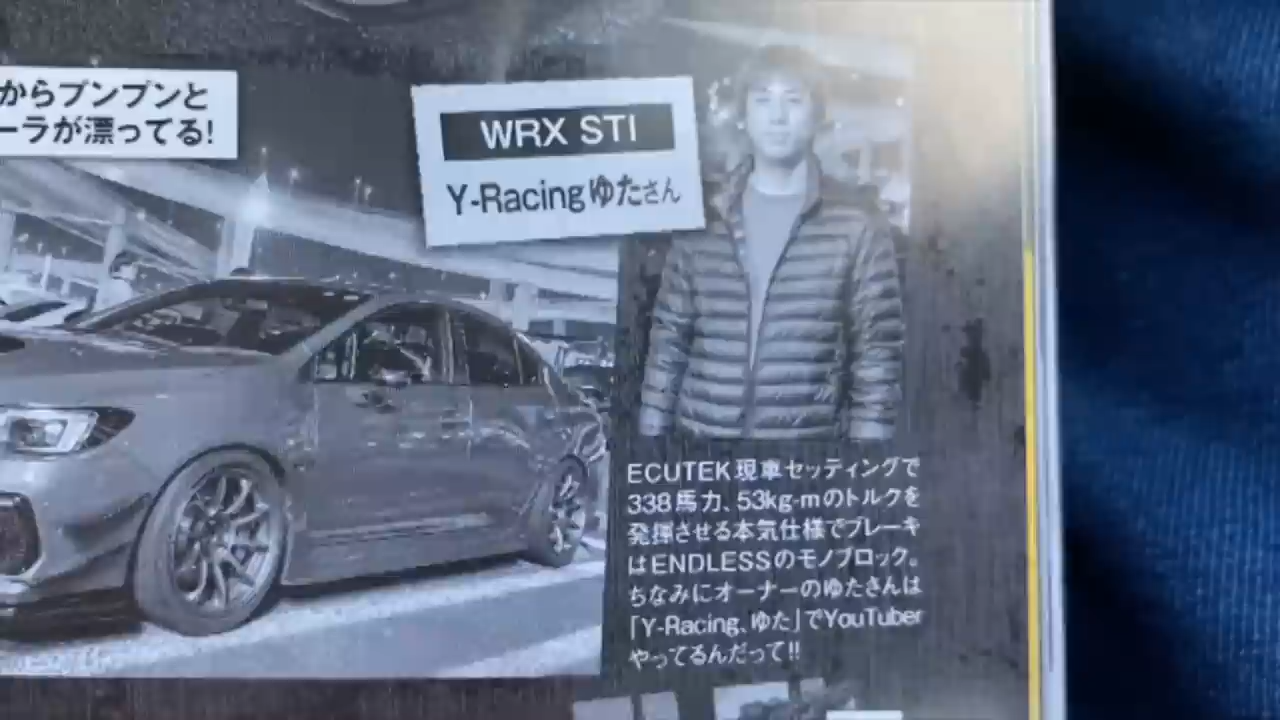 からブンブンと
ーラが漂ってる!
WRX STI
Y-Racingゆたさん
ECUTEK現車セッティングで
338馬力、53kg-mのトルクを
発揮させる本気仕様でブレーキ
はENDLESSのモノブロック。
ちなみにオーナーのゆたさんは
「Y-Racing、ゆた」でYouTuber
やってるんだって!!